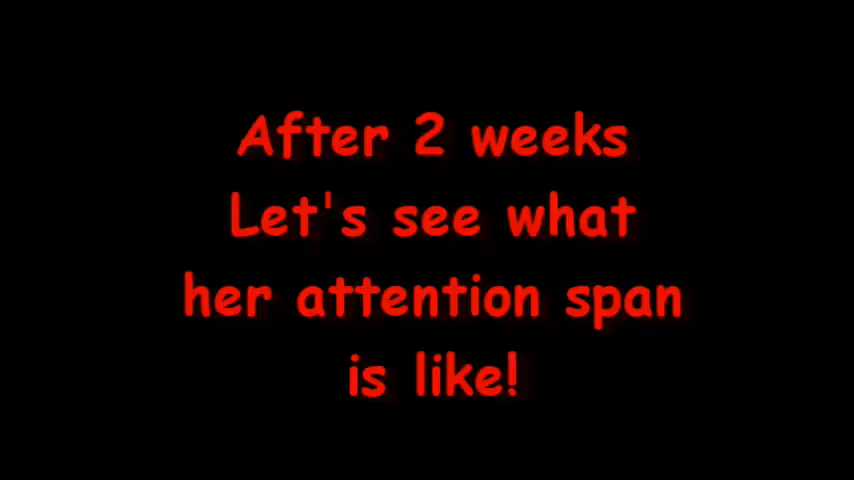 After 2 weeks
Let's see what
her attention span
is like!